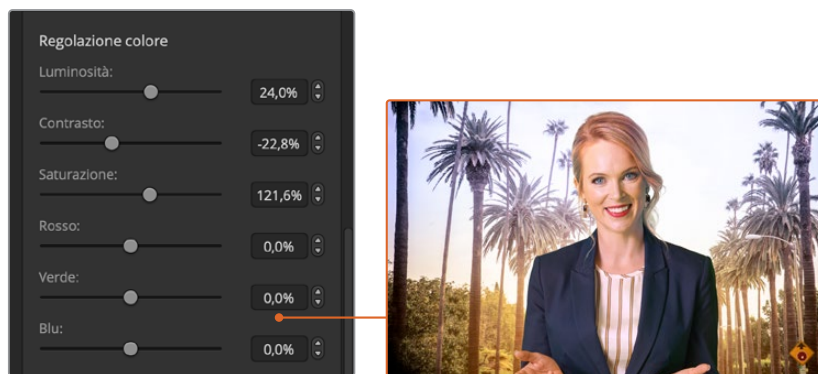 Regolazione colore
Luminosità:
24,0%
Contrasto:
-22,8%
Saturazione:
121,6%
Rosso:
0,0%
Verde:
0,0%
Blu:
0,0%